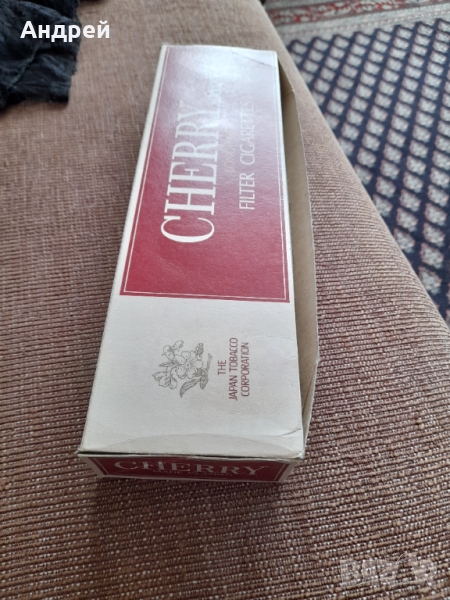 Андрей
CHERRY
FILTER CIGARETTES
THE
JAPAN TOBACCO
CORPORATION
CHERRY